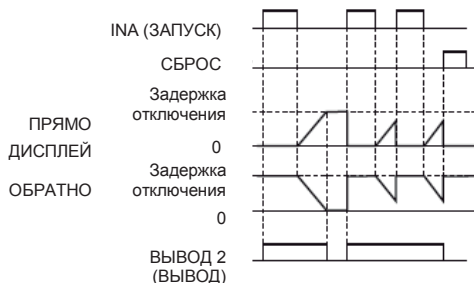 INA (ЗАПУСК)
СБРОС
Задержка
отключения
ПРЯМО
ДИСПЛЕЙ
0
Задержка
отключения
ОБРАТНО
0
ВЫВОД 2
(ВЫВОД)